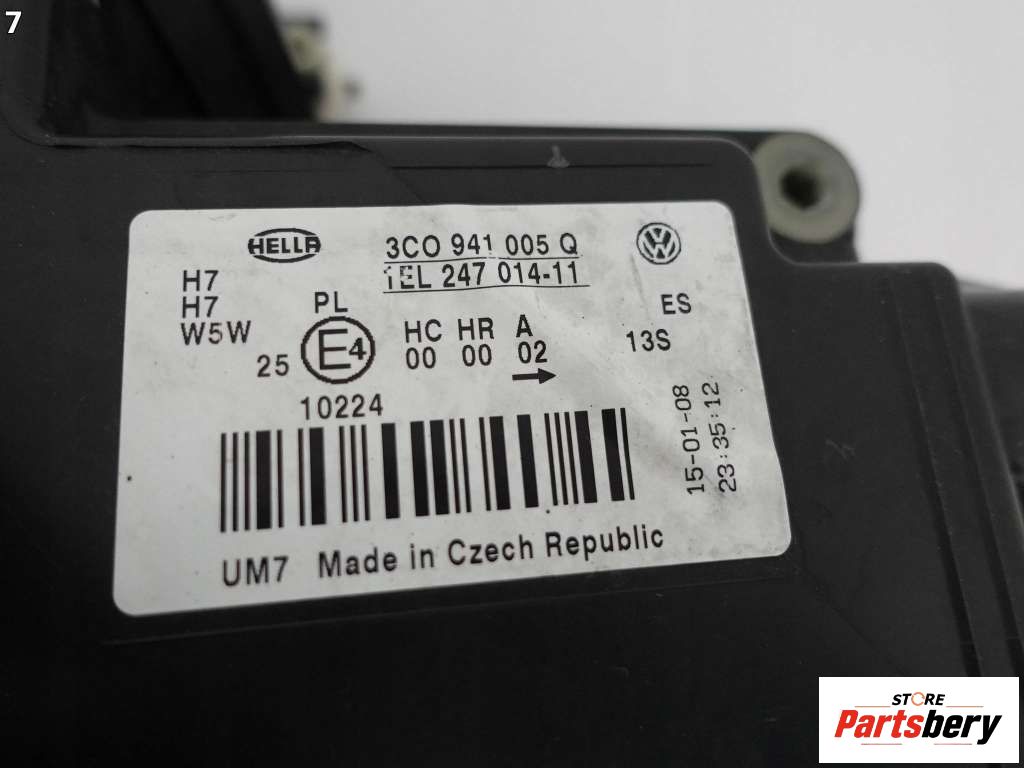 7
HELLA
3CO 941 005 Q
1EL 247 014-11
H7
H7
W5W
PL
25
E4
HC HR A
00 00 02
ES
13S
10224
15-01-08
23:35:12
UM7 Made in Czech Republic
STORE
Partsbery